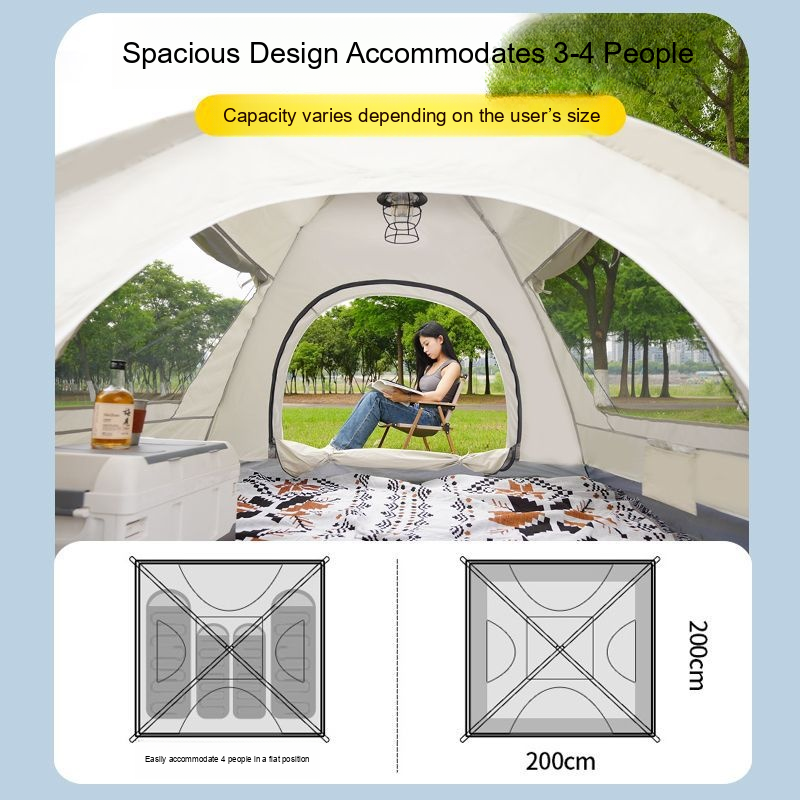 Spacious Design Accommodates 3-4 People
Capacity varies depending on the user's size
Easily accommodate 4 people in a flat position
200cm
200cm